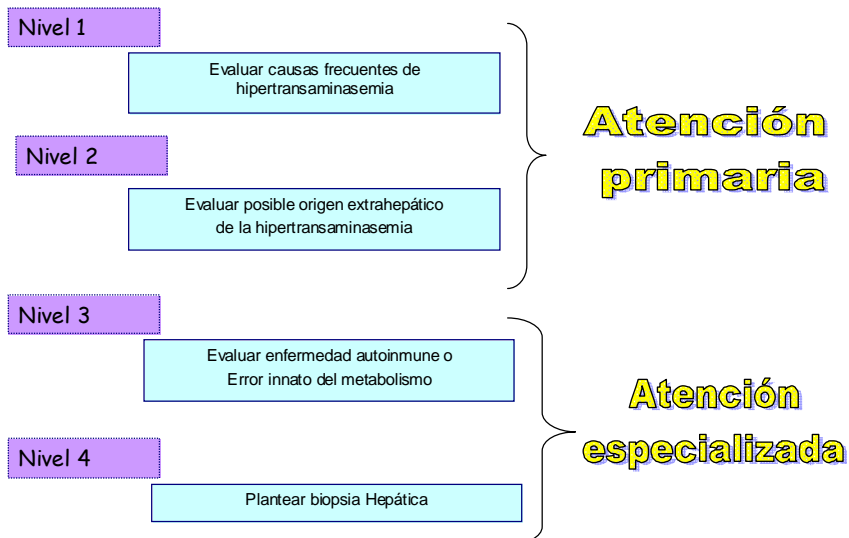 Nivel 1
Evaluar causas frecuentes de
hipertransaminasemia
Nivel 2
Evaluar posible origen extrahepático
de la hipertransaminasemia
Atención
primaria
Nivel 3
Evaluar enfermedad autoinmune o
Error innato del metabolismo
Nivel 4
Plantear biopsia Hepática
Atención
especializada